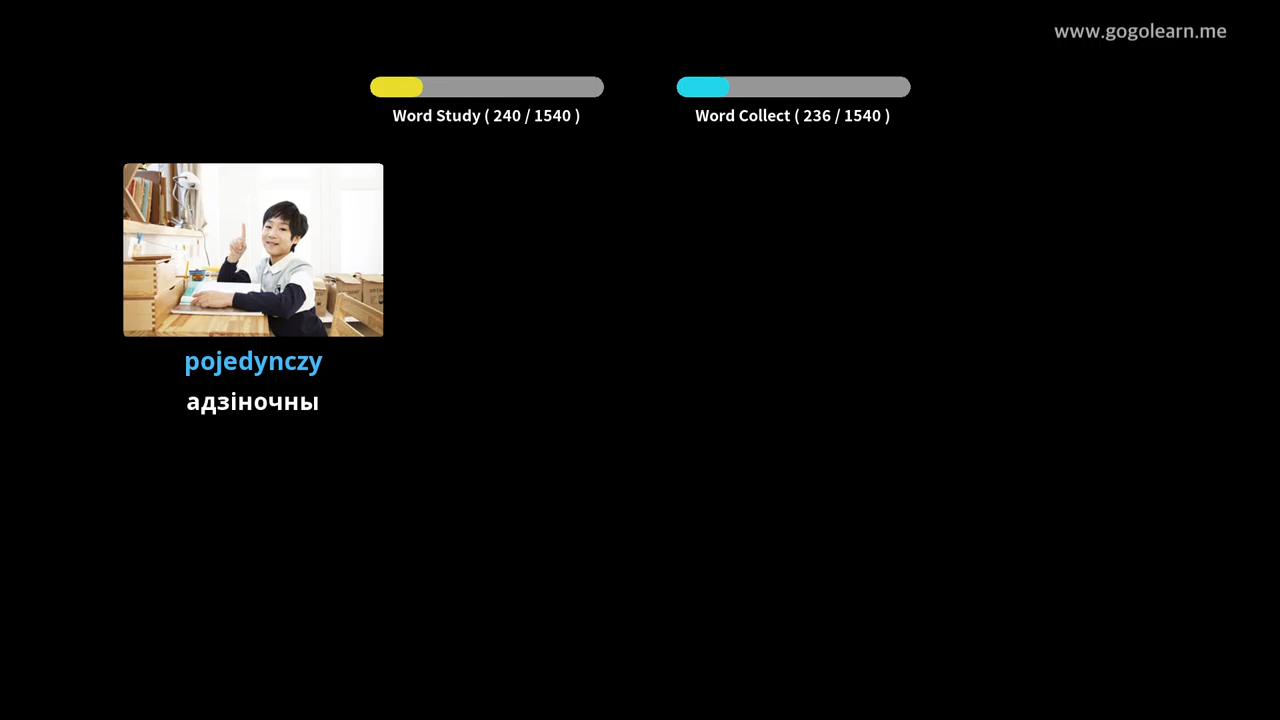 www.gogolearn.me
Word Study ( 240 / 1540 )
Word Collect ( 236 / 1540 )
pojedynczy
адзіночны